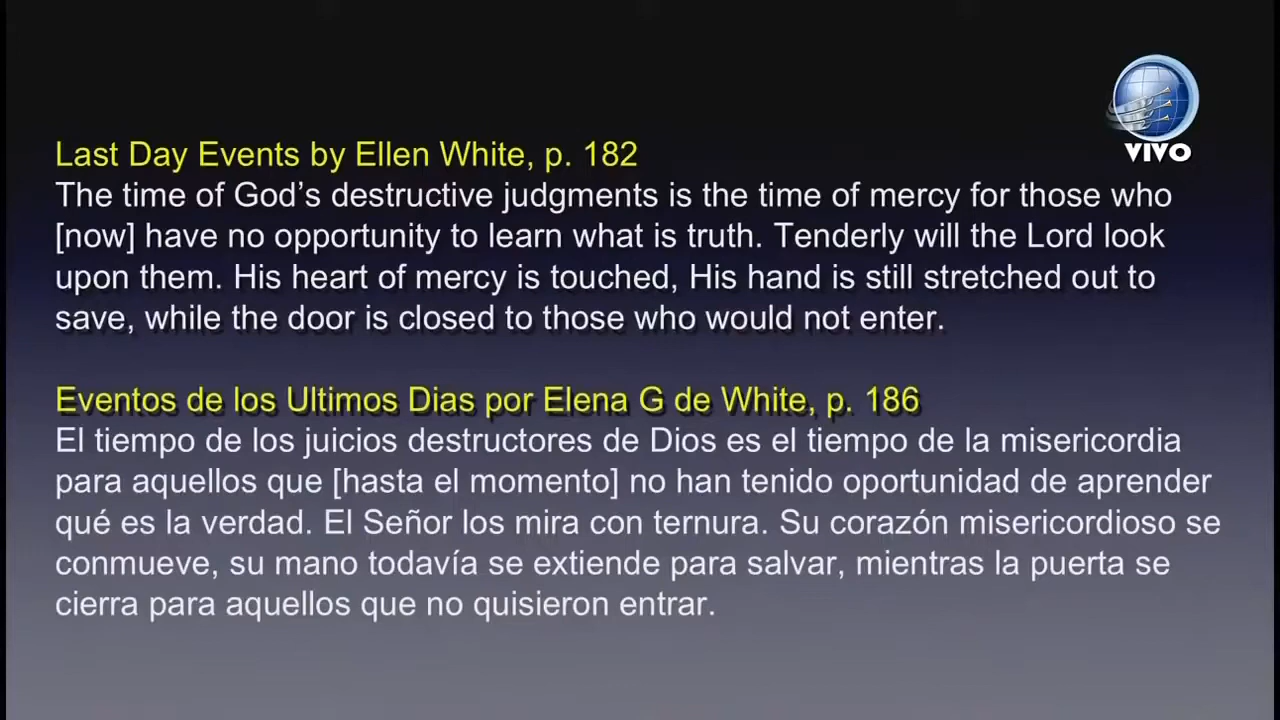 VIVO
Last Day Events by Ellen White, p. 182
The time of God’s destructive judgments is the time of mercy for those who
[now] have no opportunity to learn what is truth. Tenderly will the Lord look
upon them. His heart of mercy is touched, His hand is still stretched out to
save, while the door is closed to those who would not enter.
Eventos de los Ultimos Dias por Elena G de White, p. 186
El tiempo de los juicios destructores de Dios es el tiempo de la misericordia
para aquellos que [hasta el momento] no han tenido oportunidad de aprender
qué es la verdad. El Señor los mira con ternura. Su corazón misericordioso se
conmueve, su mano todavía se extiende para salvar, mientras la puerta se
cierra para aquellos que no quisieron entrar.